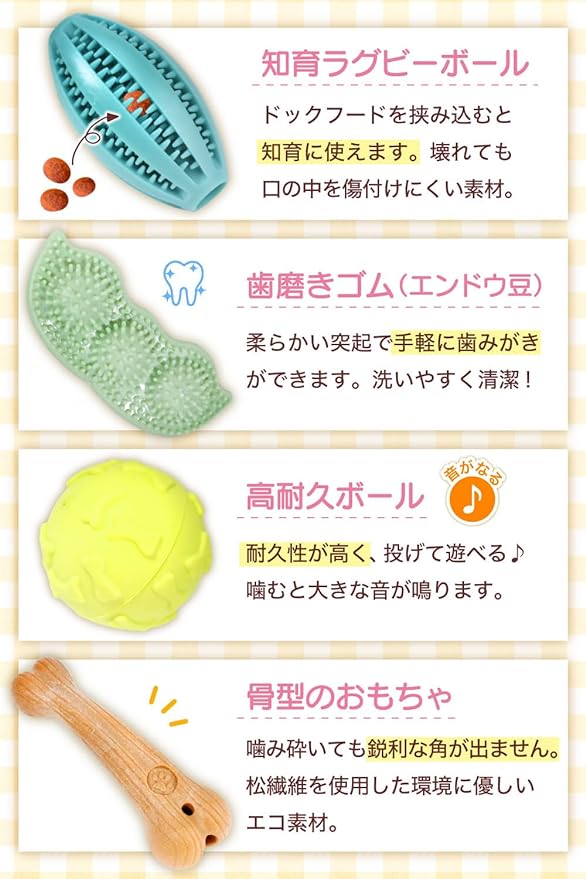 知育ラグビーボール
ドックフードを挟み込むと
知育に使えます。壊れても
口の中を傷付けにくい素材。
歯磨きゴム(エンドウ豆)
柔らかい突起で手軽に歯みがき
ができます。洗いやすく清潔！
高耐久ボール
音がなる
♪
耐久性が高く、投げて遊べる♪
噛むと大きな音が鳴ります。
骨型のおもちゃ
噛み砕いても鋭利な角が出ません。
松繊維を使用した環境に優しい
エコ素材。